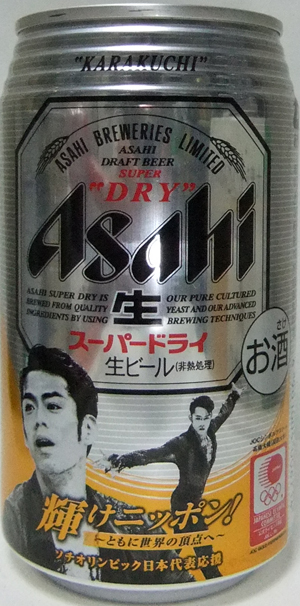 "KARAKUCHI"
ASAHI BREWERIES LIMITED
ASAHI
DRAFT BEER
SUPER
"DRY"
Asahi
ASAHI SUPER DRY IS
BREWED FROM QUALITY
INGREDIENTS BY USING
生
OUR PURE CULTURED
YEAST AND OUR ADVANCED
BREWING TECHNIQUES
スーパードライ
生ビール(非熱処理)
さけ
お酒
輝けニッポン!
~ともに世界の頂点へ~
ソチオリンピック日本代表応援